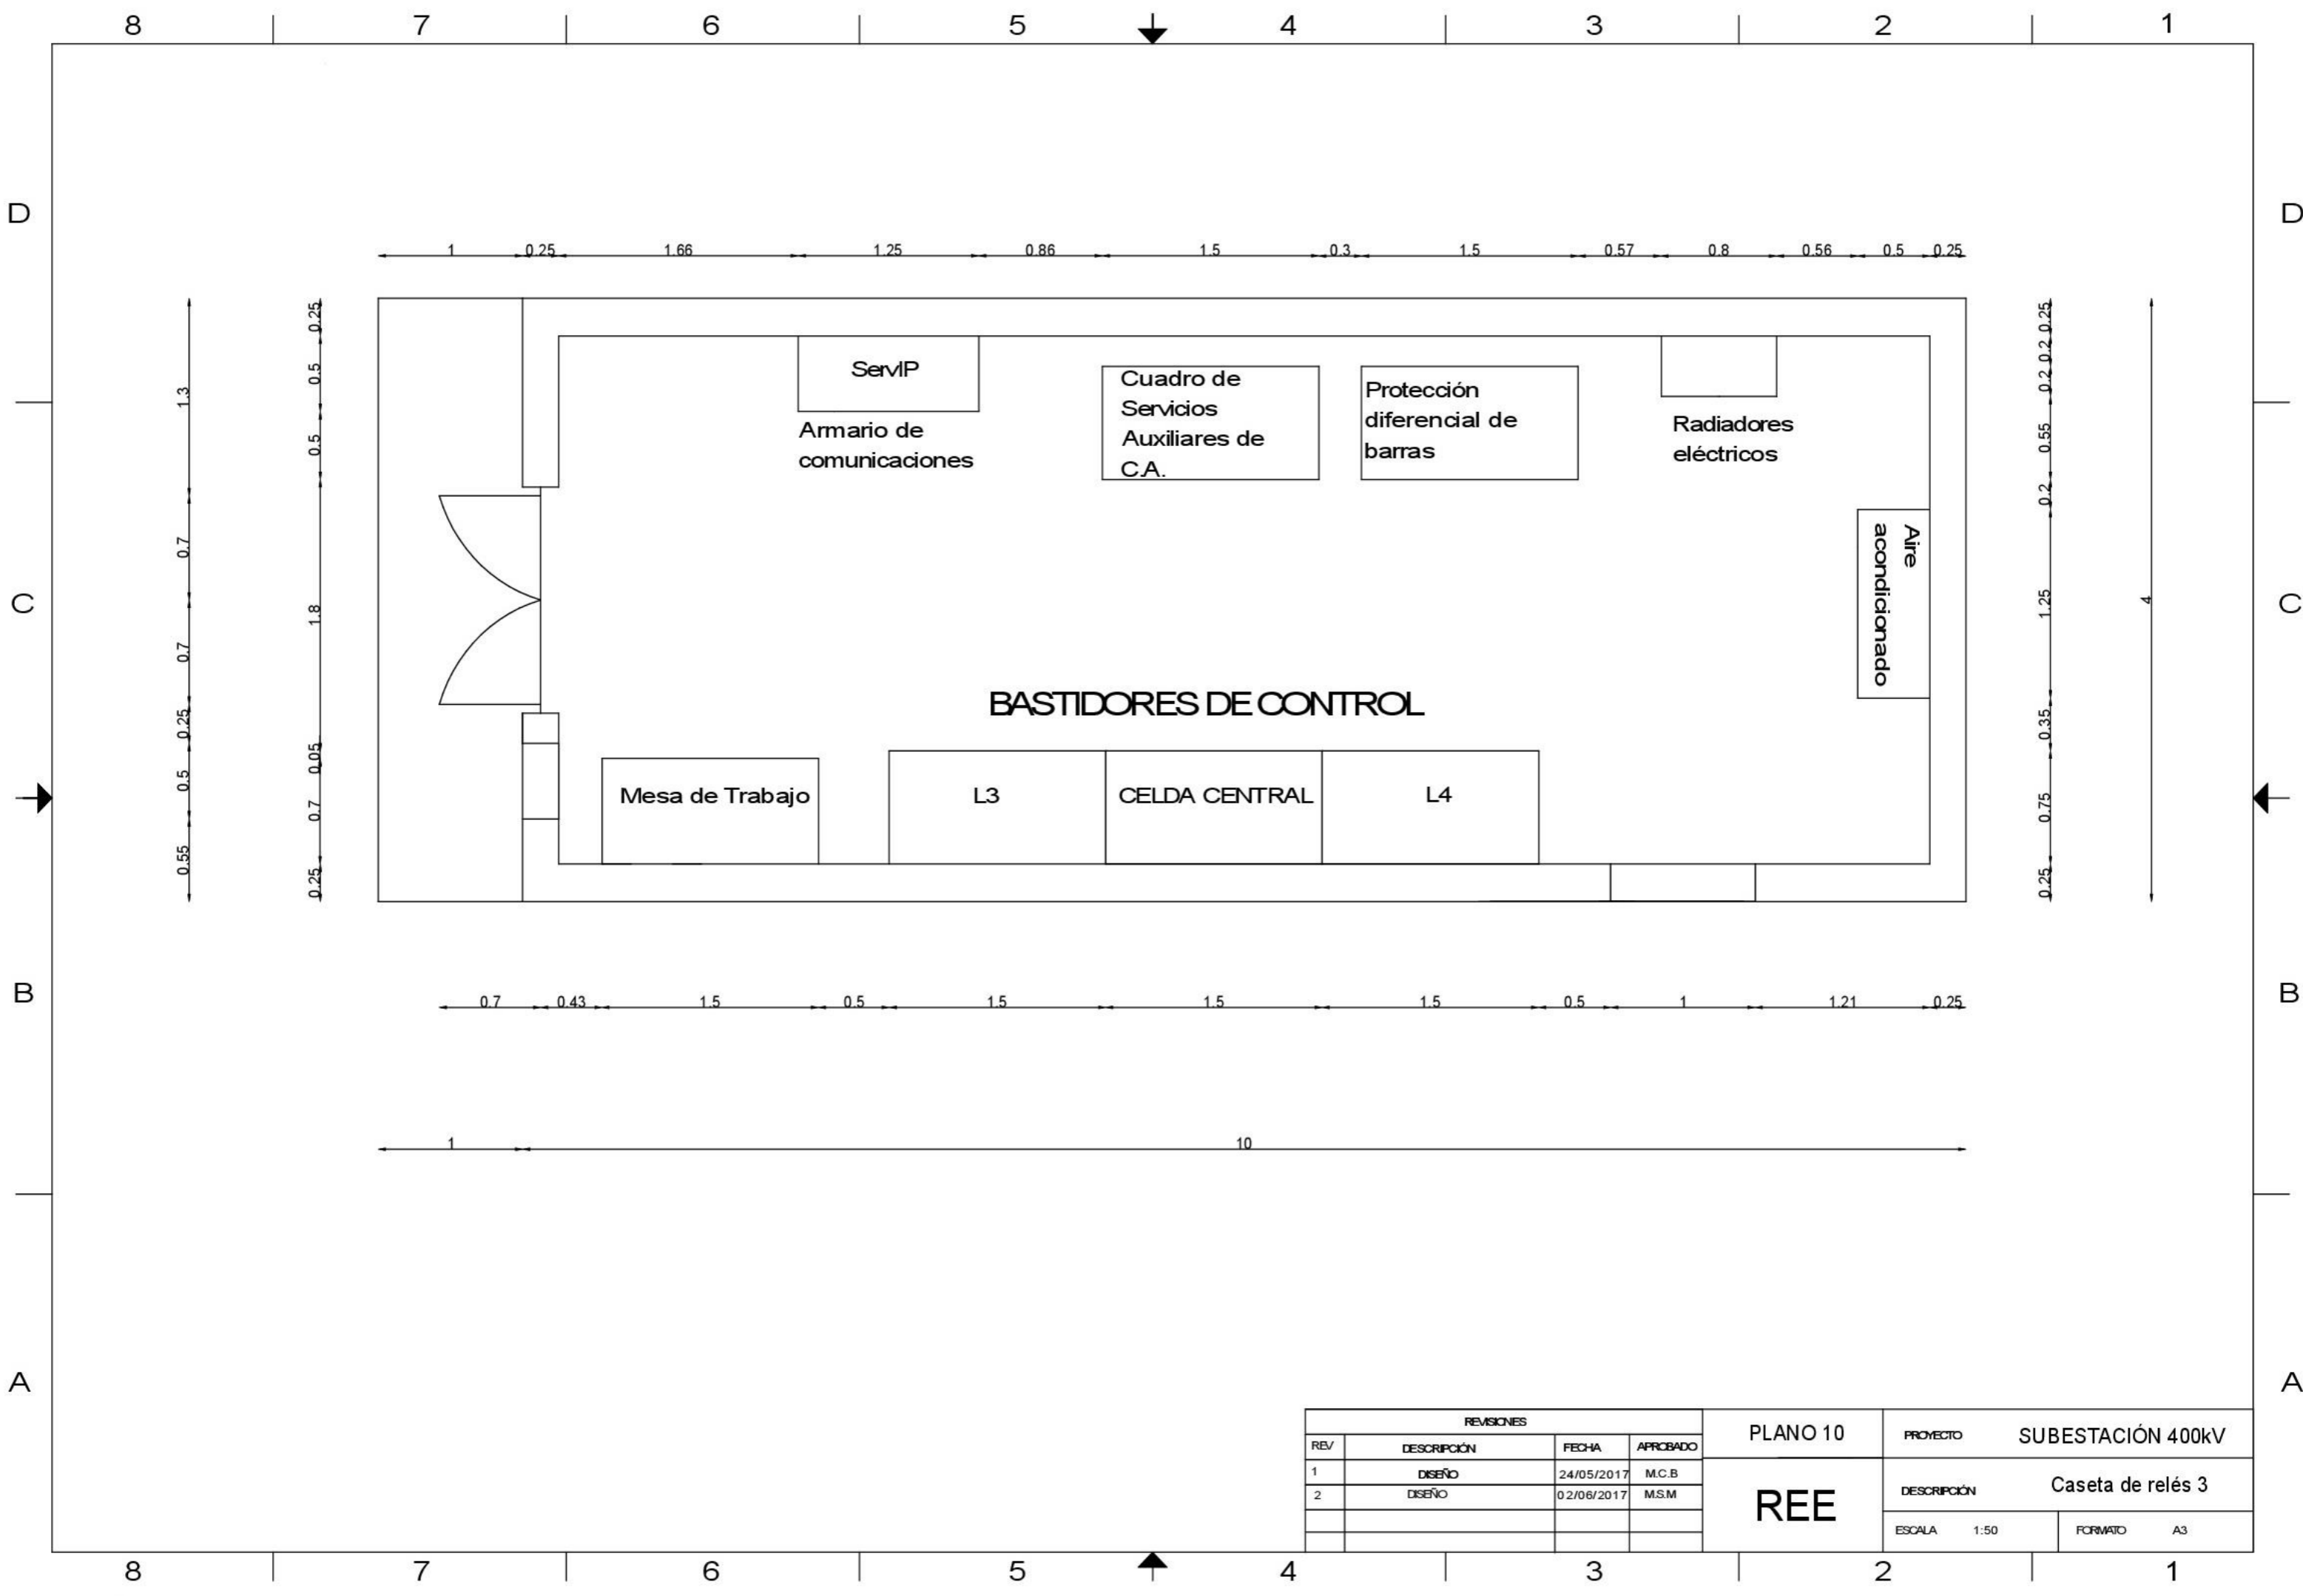 8 7 6 5 4 3 2 1
D D
1 0.25 1.66 1.25 0.86 1.5 0.3 1.5 0.57 0.8 0.56 0.5 0.25
1.3
0.7
0.7
0.25
0.5
0.55
0.25
0.5
0.5
1.8
0.05
0.7
0.25
ServIP
Armario de
comunicaciones
Cuadro de
Servicios
Auxiliares de
C.A.
Protección
diferencial de
barras
Radiadores
eléctricos
Aire
acondicionado
0.25
0.2
0.2
0.55
0.2
1.25
0.35
0.75
0.25
4
C C
BASTIDORES DE CONTROL
Mesa de Trabajo L3 CELDA CENTRAL L4
B B
0.7 0.43 1.5 0.5 1.5 1.5 1.5 0.5 1 1.21 0.25
1 10
A A
REVISIONES
REV DESCRIPCIÓN FECHA APROBADO
1 DISEÑO 24/05/2017 M.C.B
2 DISEÑO 02/06/2017 M.S.M
PLANO 10
REE
PROYECTO SUBESTACIÓN 400kV
DESCRIPCIÓN Caseta de relés 3
ESCALA 1:50 FORMATO A3
8 7 6 5 4 3 2 1